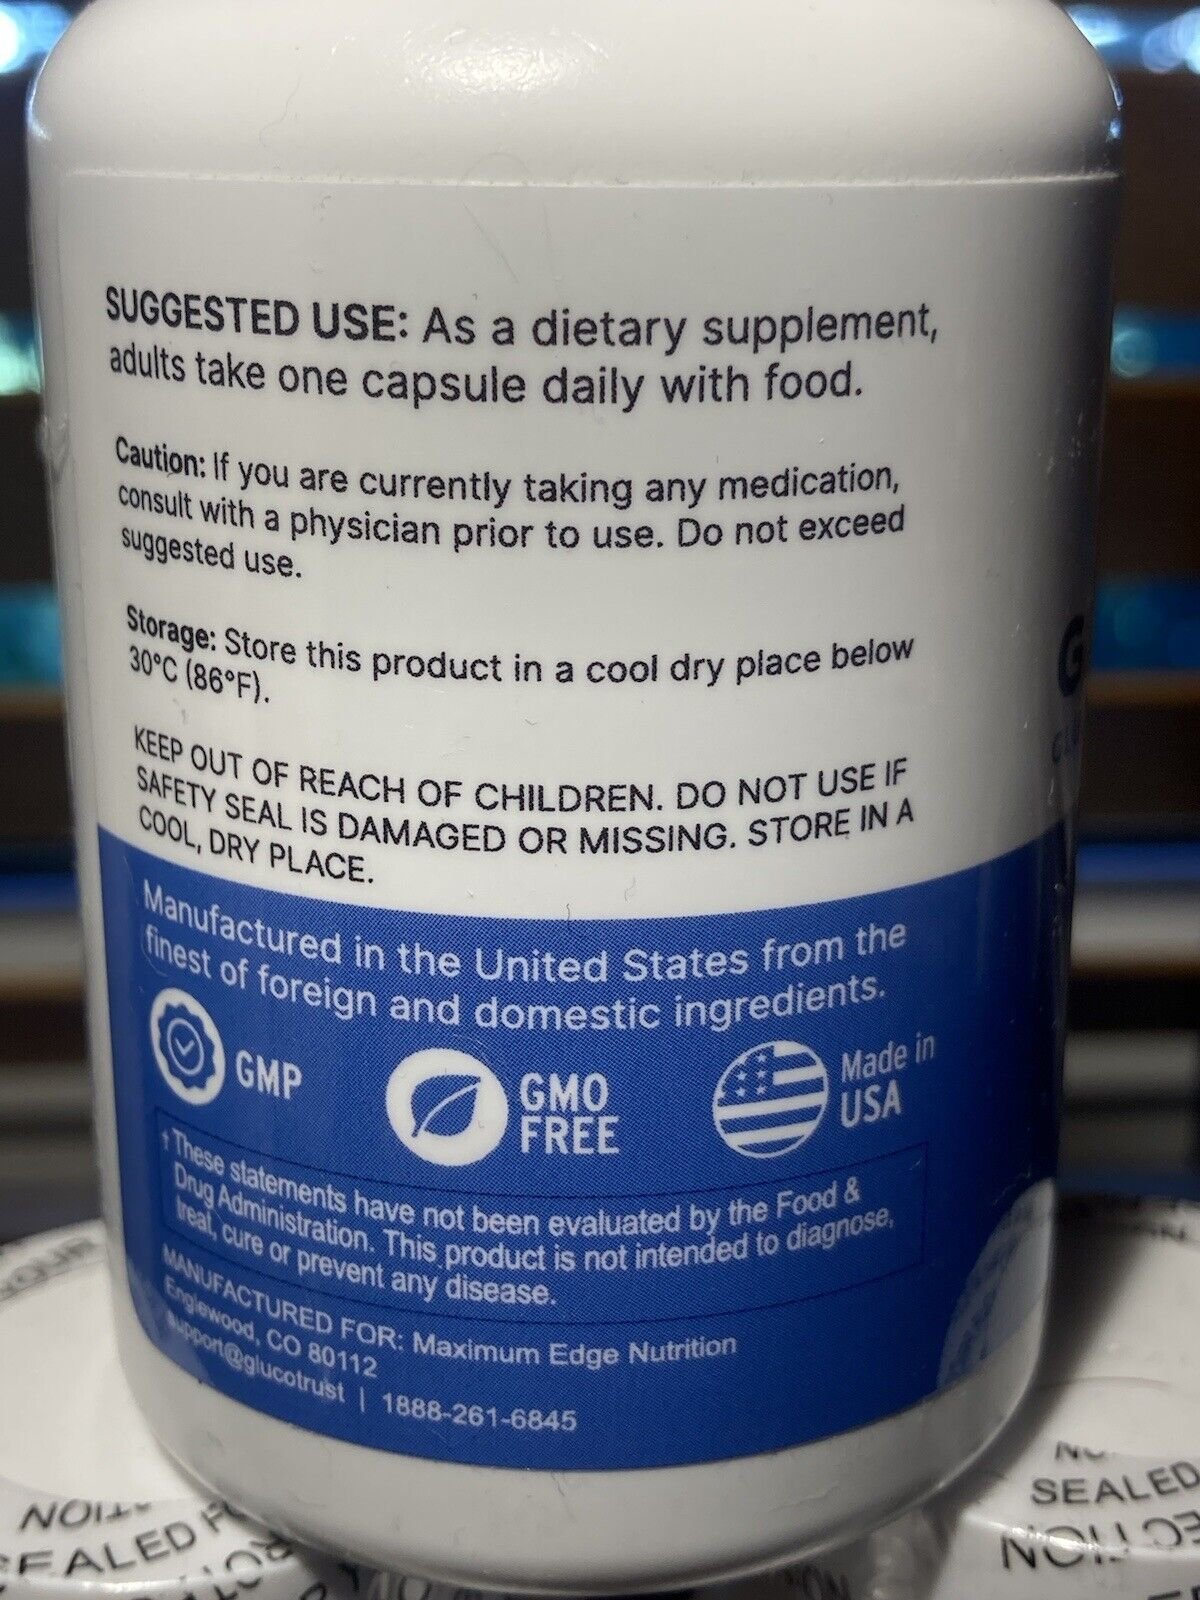 SUGGESTED USE: As a dietary supplement,
adults take one capsule daily with food.
Caution: If you are currently taking any medication,
consult with a physician prior to use. Do not exceed
suggested use.
Storage: Store this product in a cool dry place below
30°C (86°F).
KEEP OUT OF REACH OF CHILDREN. DO NOT USE IF
SAFETY SEAL IS DAMAGED OR MISSING. STORE IN A
COOL, DRY PLACE.
Manufactured in the United States from the
finest of foreign and domestic ingredients.
GMP
GMO
FREE
Made in
USA
† These statements have not been evaluated by the Food &
Drug Administration. This product is not intended to diagnose,
treat, cure or prevent any disease.
MANUFACTURED FOR: Maximum Edge Nutrition
Englewood, CO 80112
support@glucotrust | 1888-261-6845
G
SEALED
SEALED